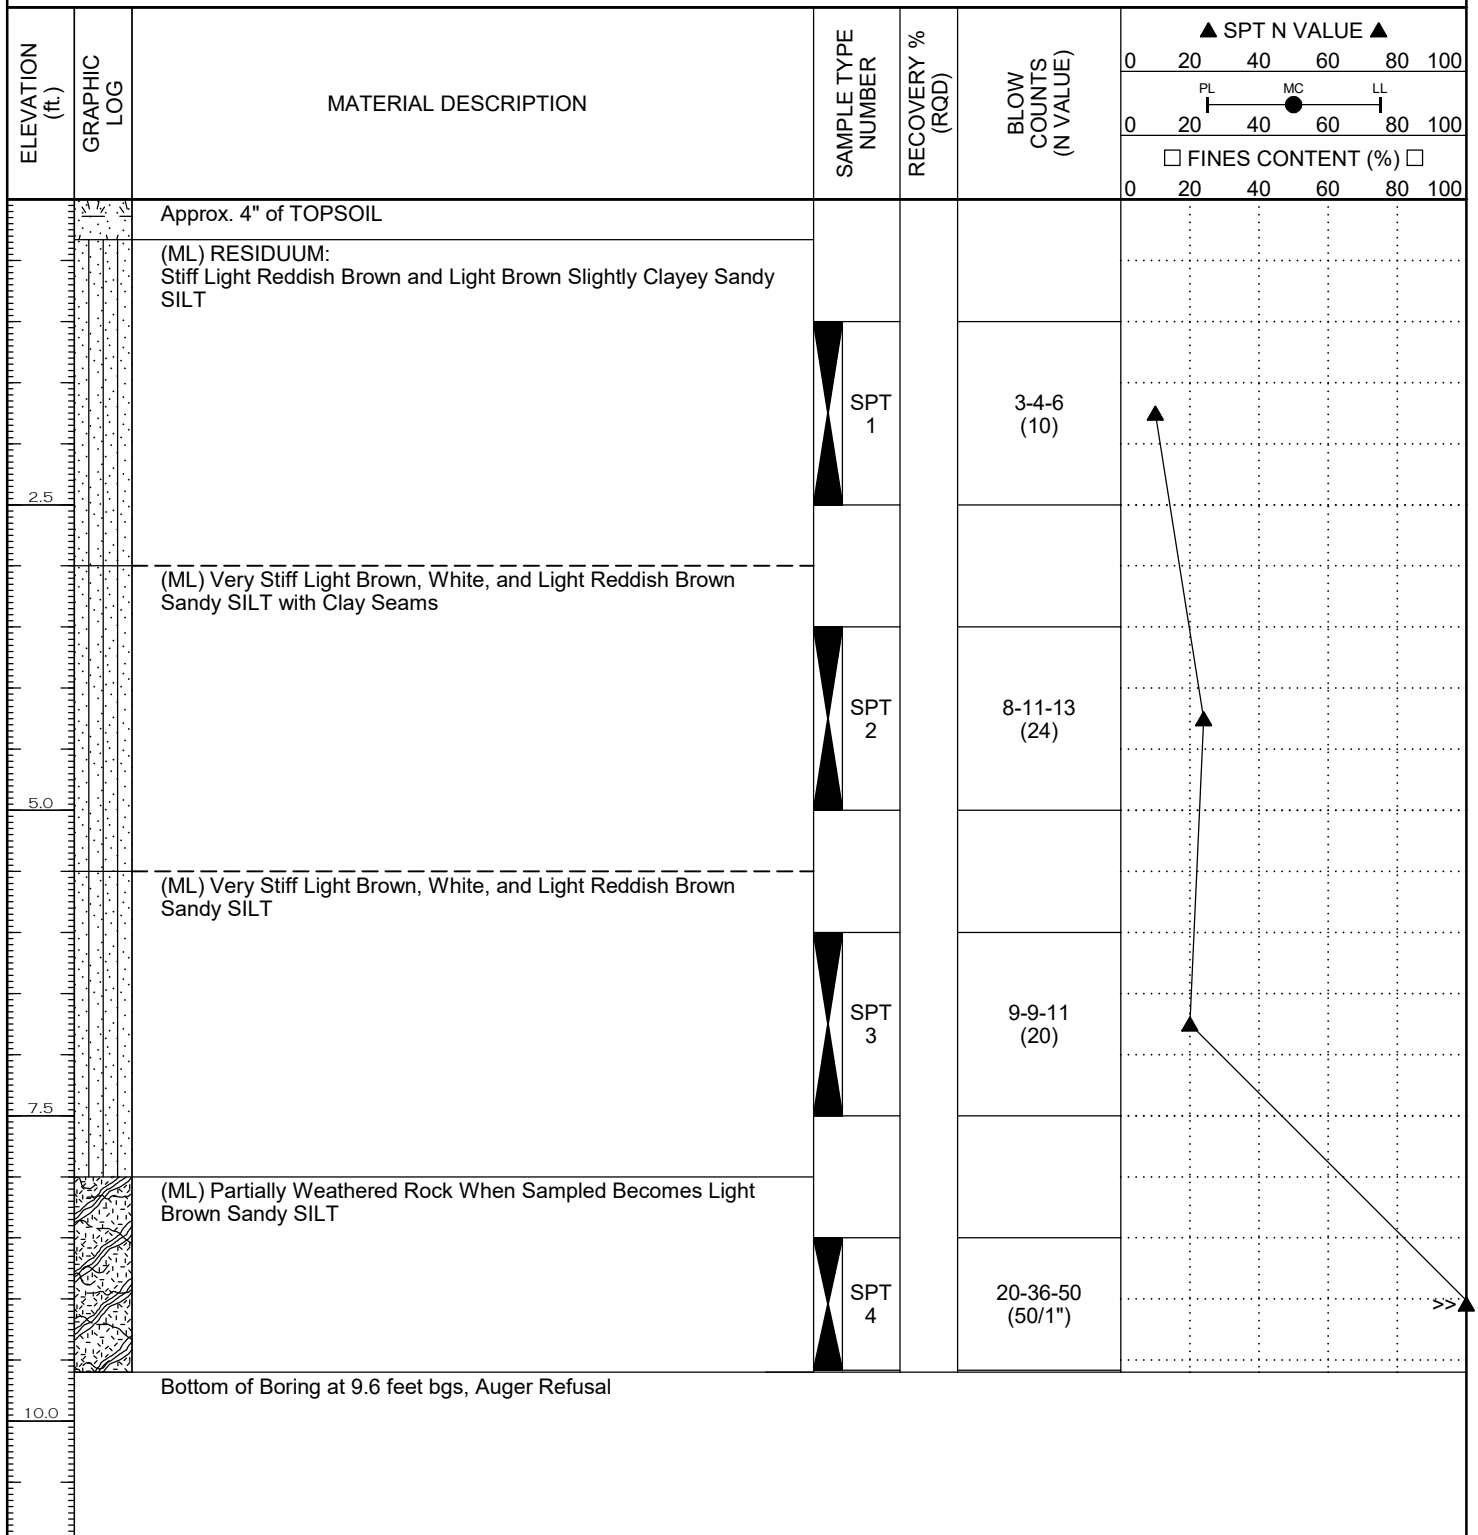 ELEVATION
(ft.)
GRAPHIC
LOG
MATERIAL DESCRIPTION
SAMPLE TYPE
NUMBER
RECOVERY %
(RQD)
BLOW
COUNTS
(N VALUE)
▲ SPT N VALUE ▲
0 20 40 60 80 100
PL MC LL
0 20 40 60 80 100
□ FINES CONTENT (%) □
0 20 40 60 80 100
Approx. 4" of TOPSOIL
(ML) RESIDUUM:
Stiff Light Reddish Brown and Light Brown Slightly Clayey Sandy
SILT
SPT
1
3-4-6
(10)
2.5
(ML) Very Stiff Light Brown, White, and Light Reddish Brown
Sandy SILT with Clay Seams
SPT
2
8-11-13
(24)
5.0
(ML) Very Stiff Light Brown, White, and Light Reddish Brown
Sandy SILT
SPT
3
9-9-11
(20)
7.5
(ML) Partially Weathered Rock When Sampled Becomes Light
Brown Sandy SILT
SPT
4
20-36-50
(50/1")
>>
Bottom of Boring at 9.6 feet bgs, Auger Refusal
10.0